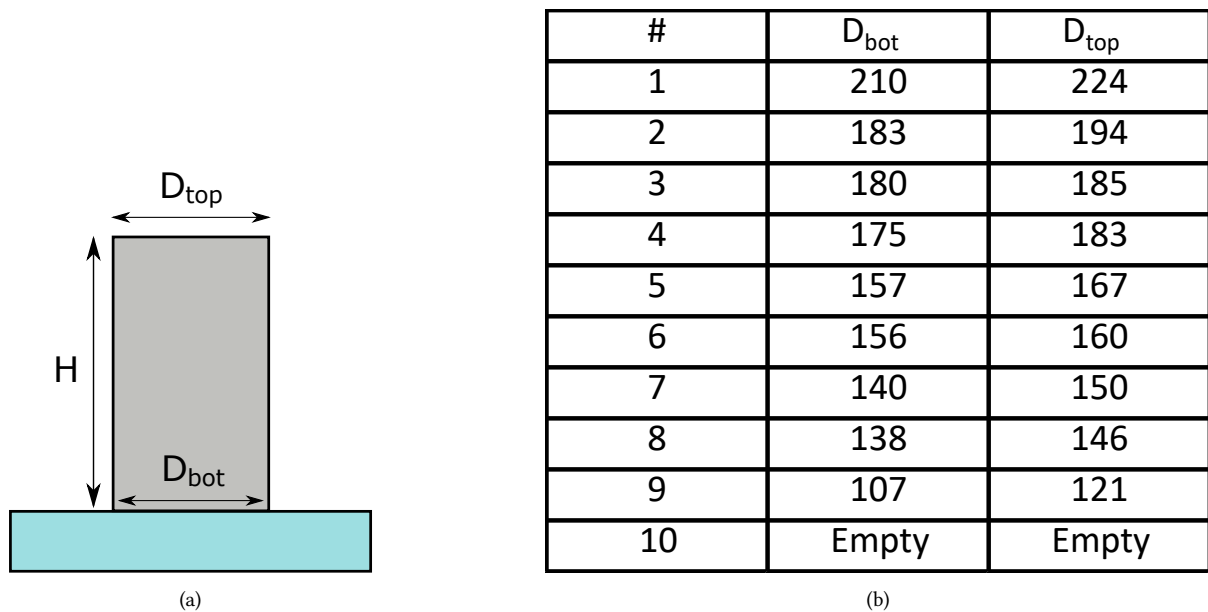 D_top
H
D_bot
(a)
# D_bot D_top
1 210 224
2 183 194
3 180 185
4 175 183
5 157 167
6 156 160
7 140 150
8 138 146
9 107 121
10 Empty Empty
(b)